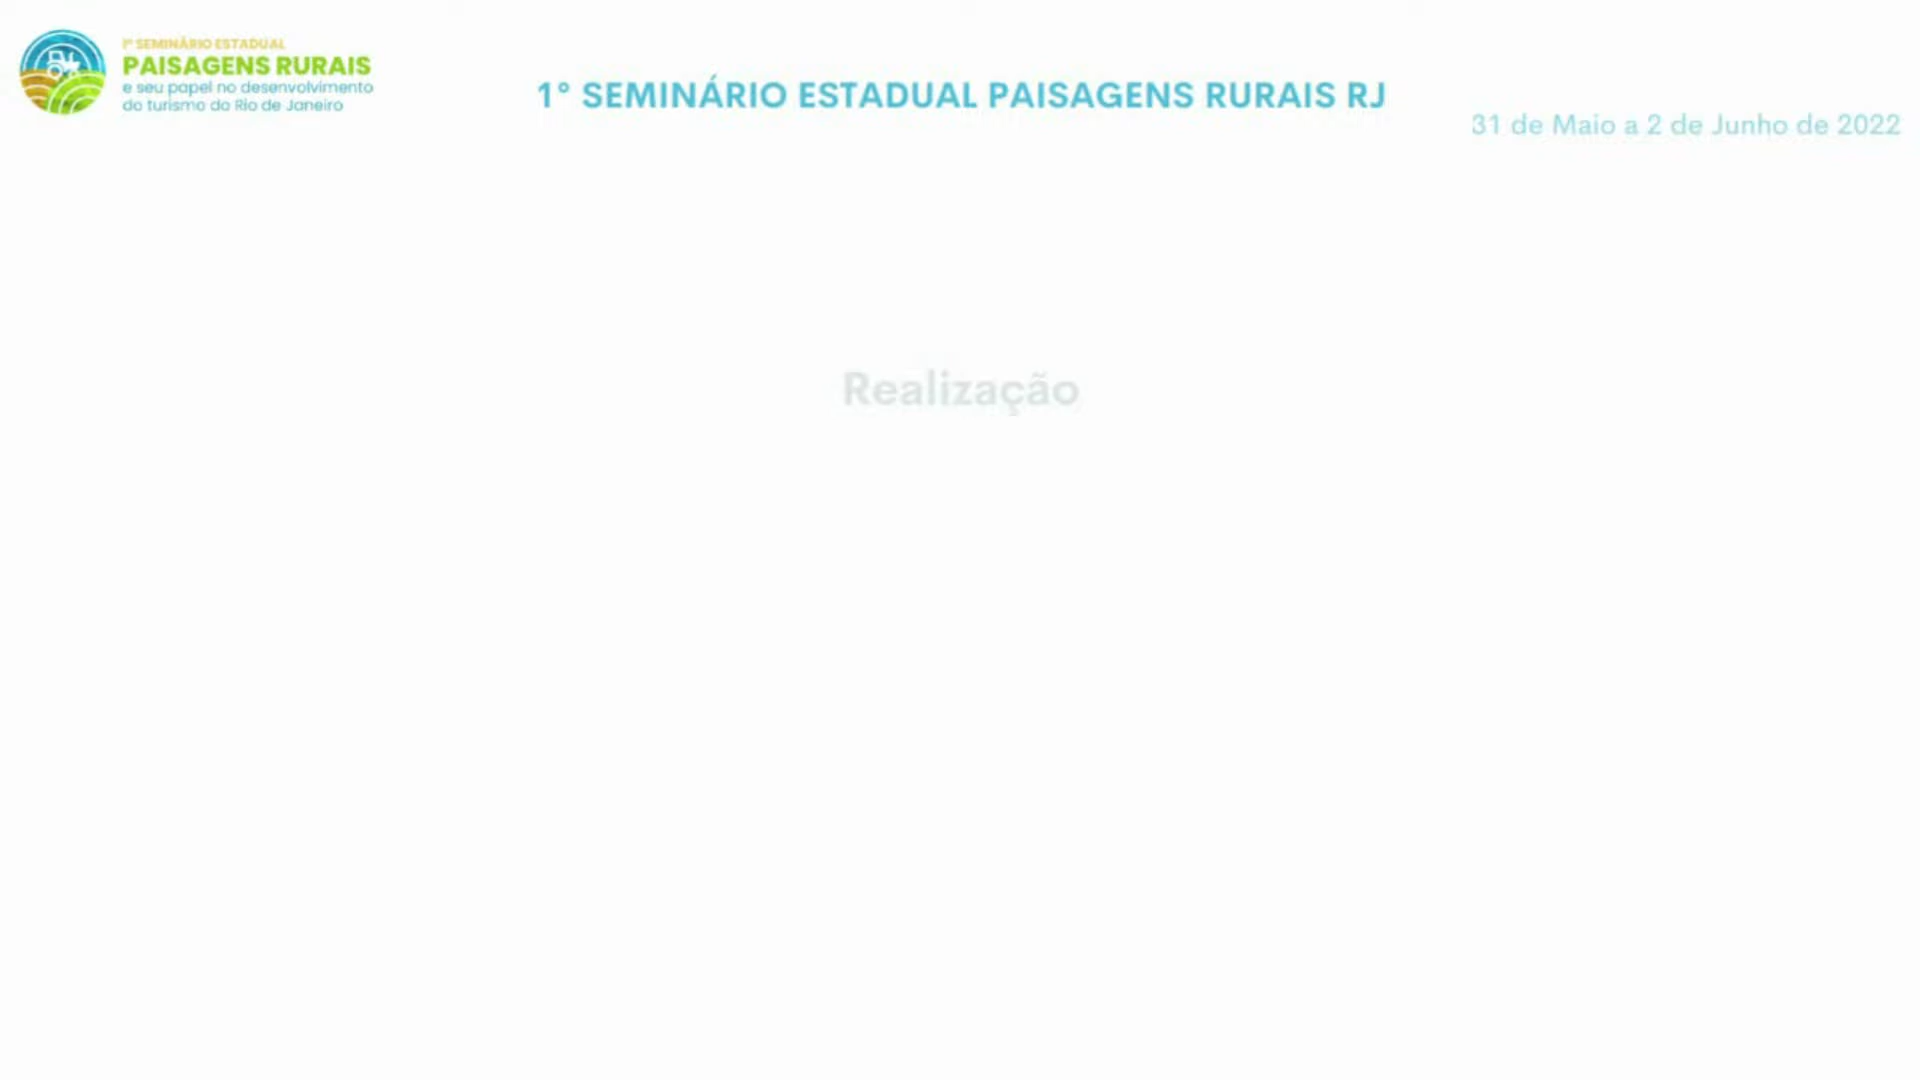 1º SEMINÁRIO ESTADUAL
PAISAGENS RURAIS
e seu papel no desenvolvimento
do turismo do Rio de Janeiro
1° SEMINÁRIO ESTADUAL PAISAGENS RURAIS RJ
31 de Maio a 2 de Junho de 2022
Realização